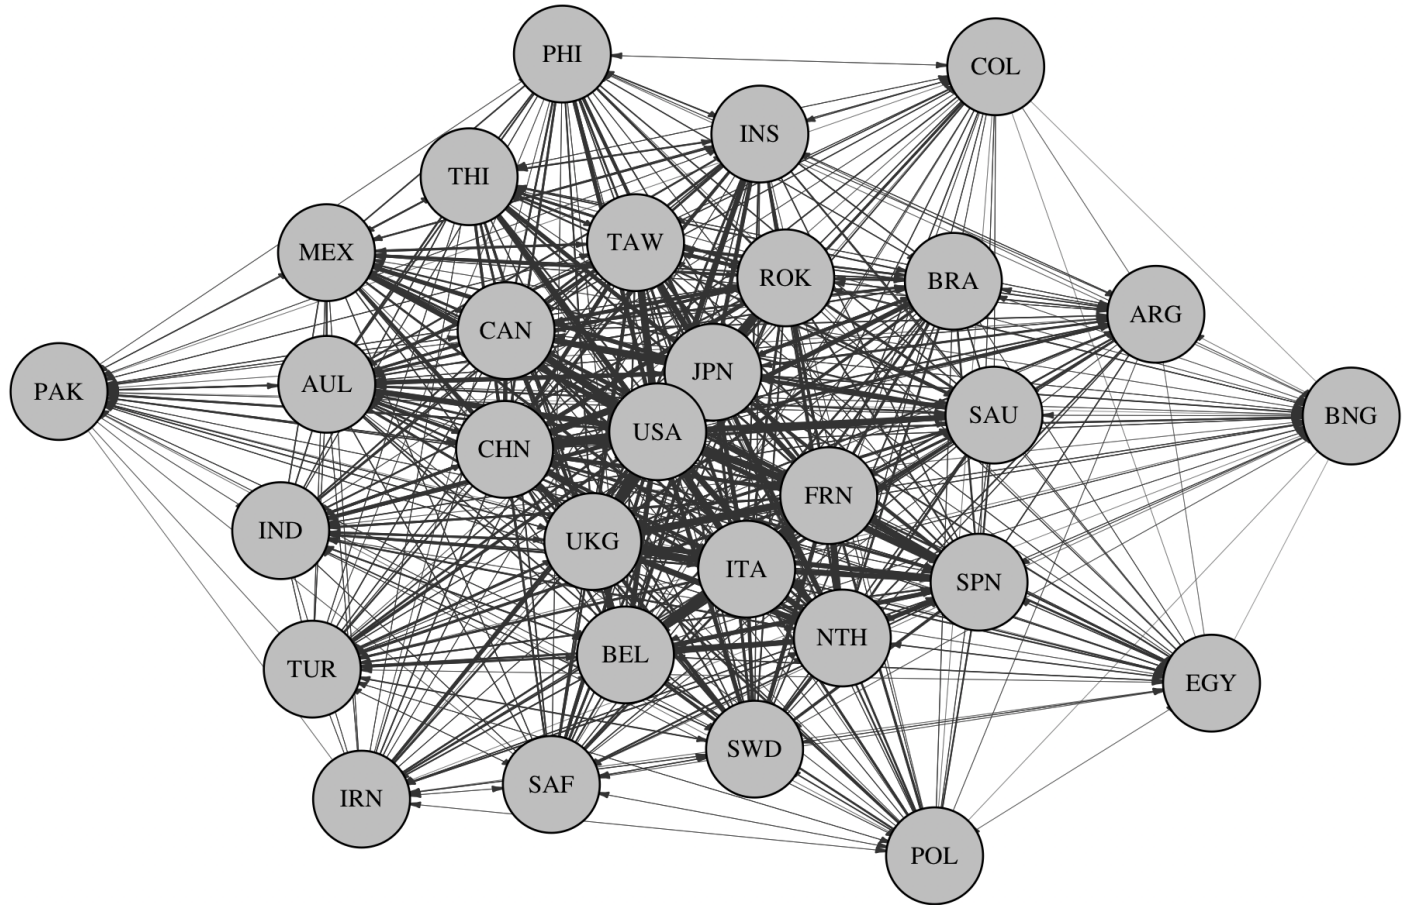 PHI
COL
INS
THI
TAW
MEX
ROK
BRA
ARG
CAN
JPN
AUL
PAK
SAU
BNG
USA
CHN
FRN
IND
UKG
ITA
SPN
NTH
BEL
TUR
EGY
SWD
SAF
IRN
POL